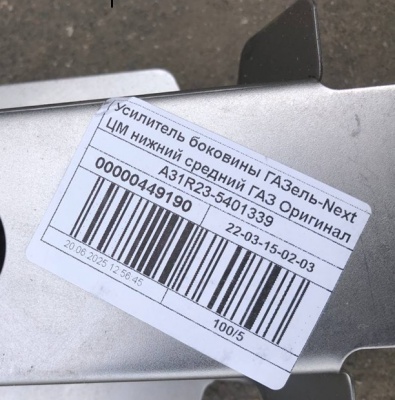 Усилитель боковины ГАЗель-Next
ЦМ нижний средний ГАЗ Оригинал
A31R23-5401339
00000449190
22-03-15-02-03
20.06.2025 12:56:45
100/5